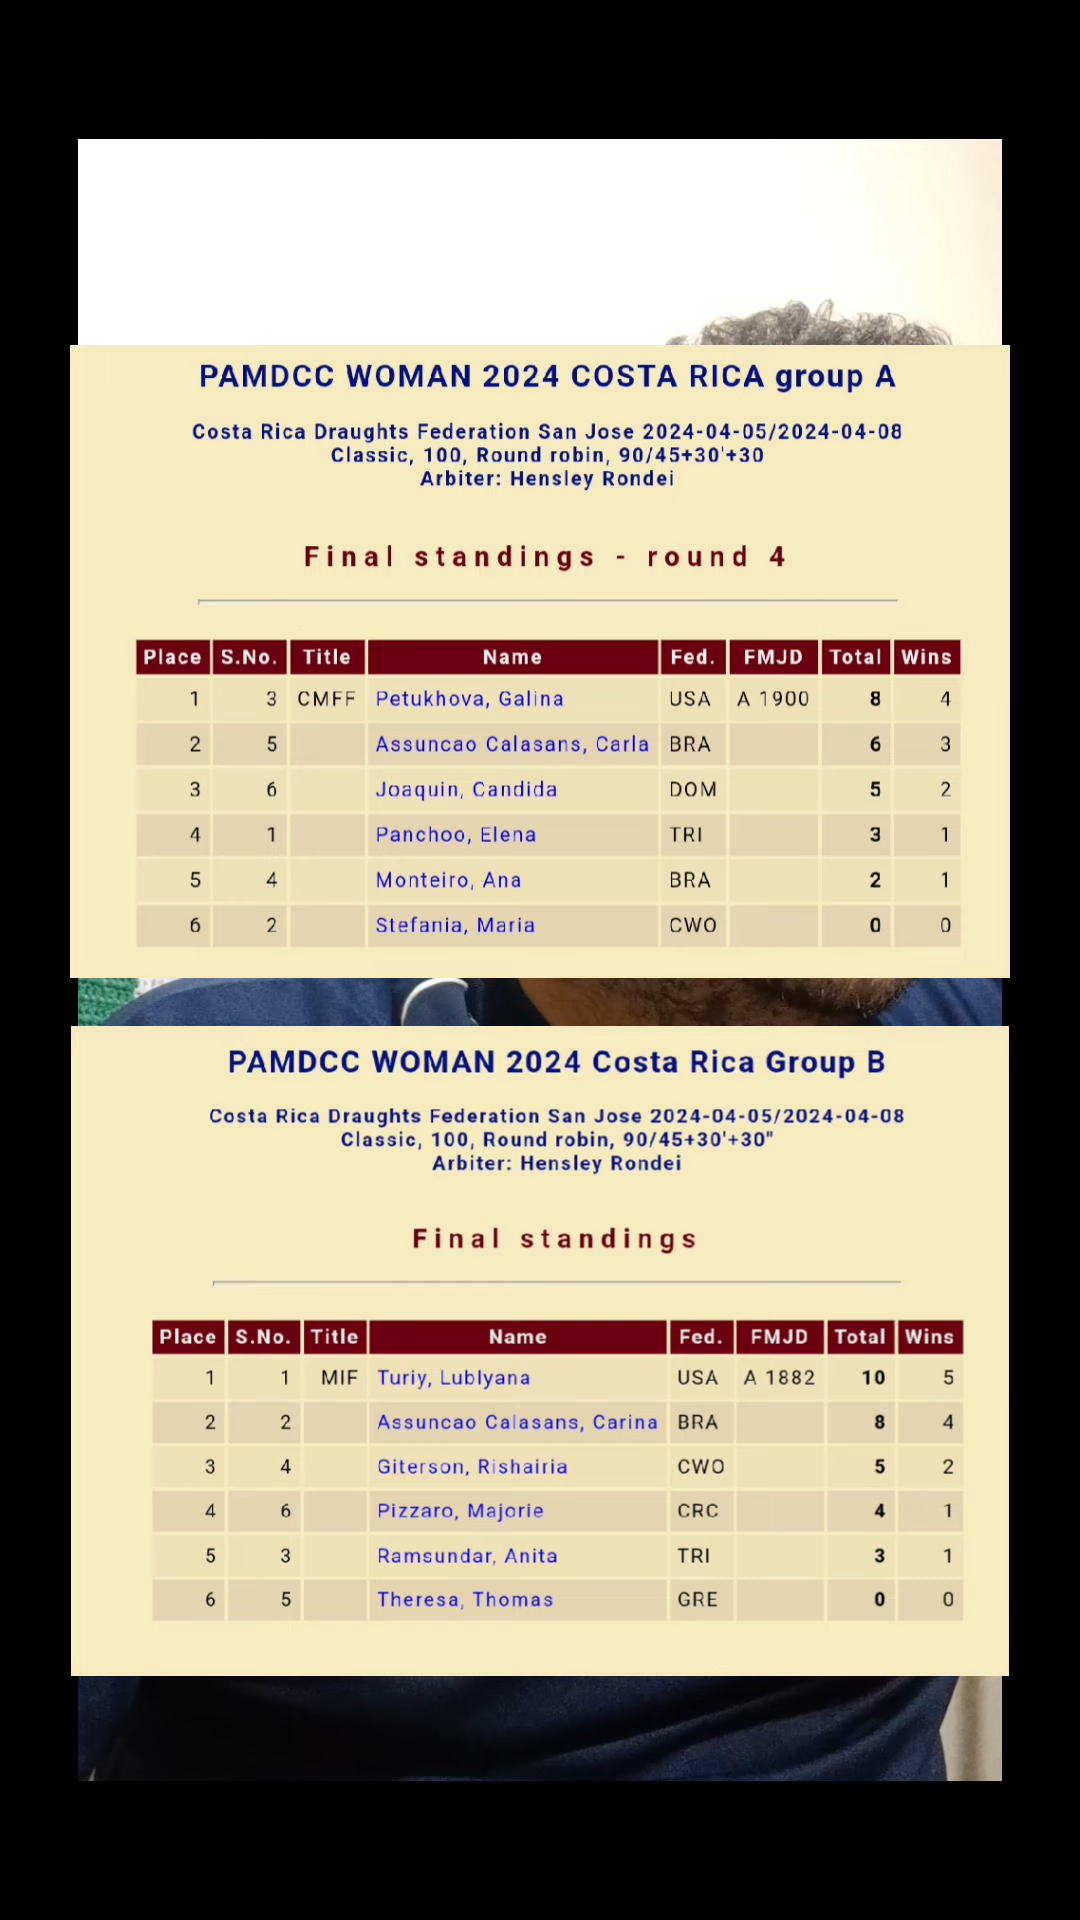 PAMDCC WOMAN 2024 COSTA RICA group A
Costa Rica Draughts Federation San Jose 2024-04-05/2024-04-08
Classic, 100, Round robin, 90/45+30'+30
Arbiter: Hensley Rondei
Final standings - round 4
Place S.No. Title Name Fed. FMJD Total Wins
1 3 CMFF Petukhova, Galina USA A 1900 8 4
2 5 Assuncao Calasans, Carla BRA 6 3
3 6 Joaquin, Candida DOM 5 2
4 1 Panchoo, Elena TRI 3 1
5 4 Monteiro, Ana BRA 2 1
6 2 Stefania, Maria CWO 0 0
PAMDCC WOMAN 2024 Costa Rica Group B
Costa Rica Draughts Federation San Jose 2024-04-05/2024-04-08
Classic, 100, Round robin, 90/45+30'+30"
Arbiter: Hensley Rondei
Final standings
Place S.No. Title Name Fed. FMJD Total Wins
1 1 MIF Turiy, Lublyana USA A 1882 10 5
2 2 Assuncao Calasans, Carina BRA 8 4
3 4 Giterson, Rishairia CWO 5 2
4 6 Pizzaro, Majorie CRC 4 1
5 3 Ramsundar, Anita TRI 3 1
6 5 Theresa, Thomas GRE 0 0